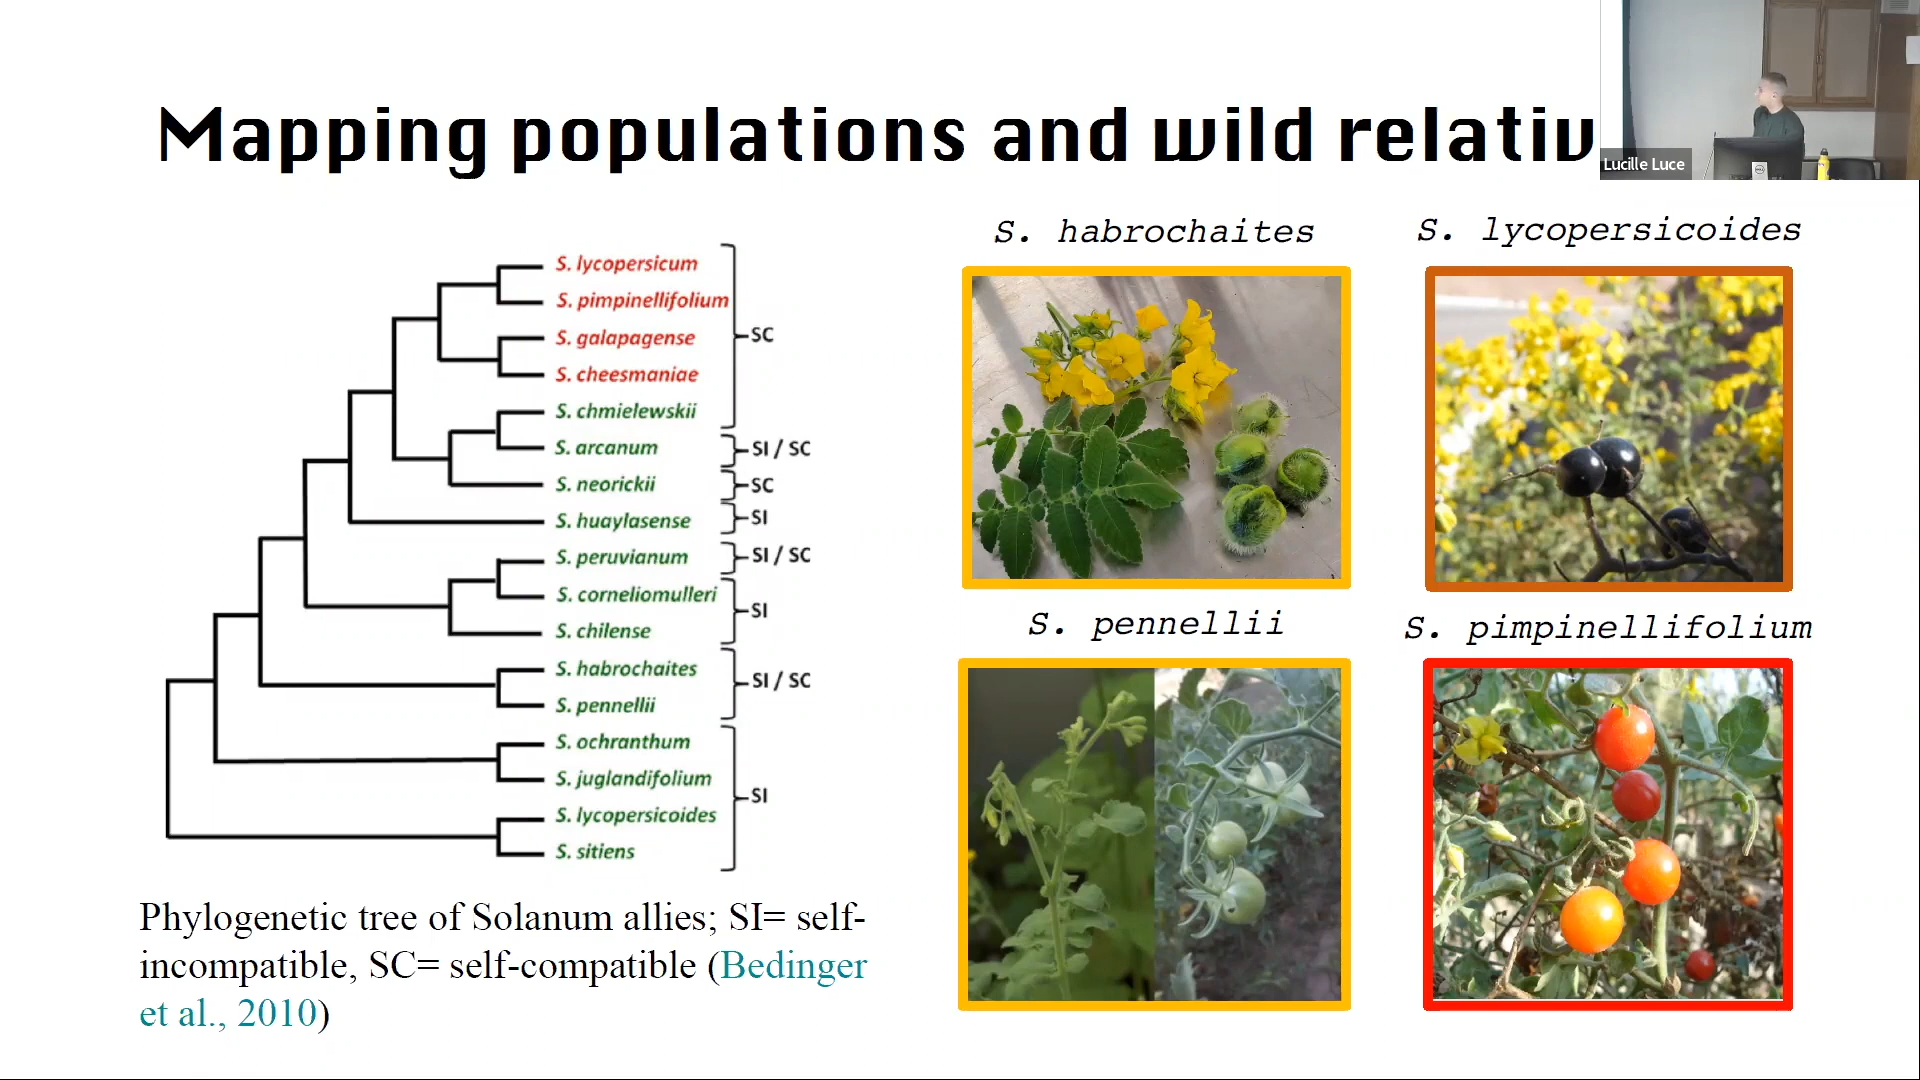 Mapping populations and wild relativ
Lucille Luce
S. lycopersicum
S. pimpinellifolium
S. galapagense
S. cheesmaniae
S. chmielewskii
S. arcanum
S. neorickii
S. huaylasense
S. peruvianum
S. corneliomulleri
S. chilense
S. habrochaites
S. pennellii
S. ochranthum
S. juglandifolium
S. lycopersicoides
S. sitiens
SC
SI / SC
SC
SI
SI / SC
SI
SI / SC
SI
Phylogenetic tree of Solanum allies; SI= self-
incompatible, SC= self-compatible (Bedinger
et al., 2010)
S. habrochaites
S. lycopersicoides
S. pennellii
S. pimpinellifolium